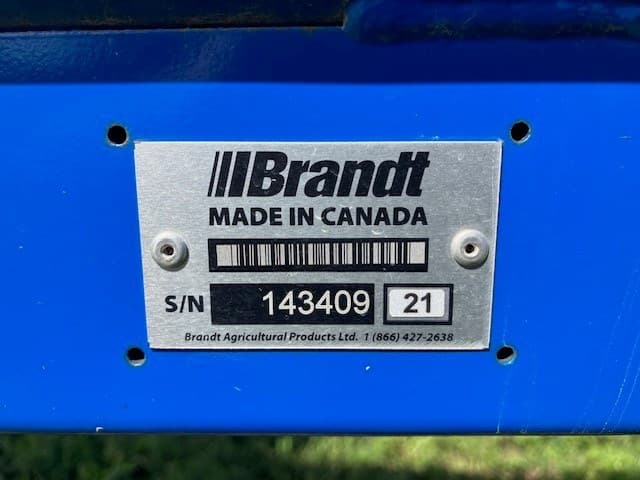 Brandt
MADE IN CANADA
S/N 143409 21
Brandt Agricultural Products Ltd. 1 (866) 427-2638